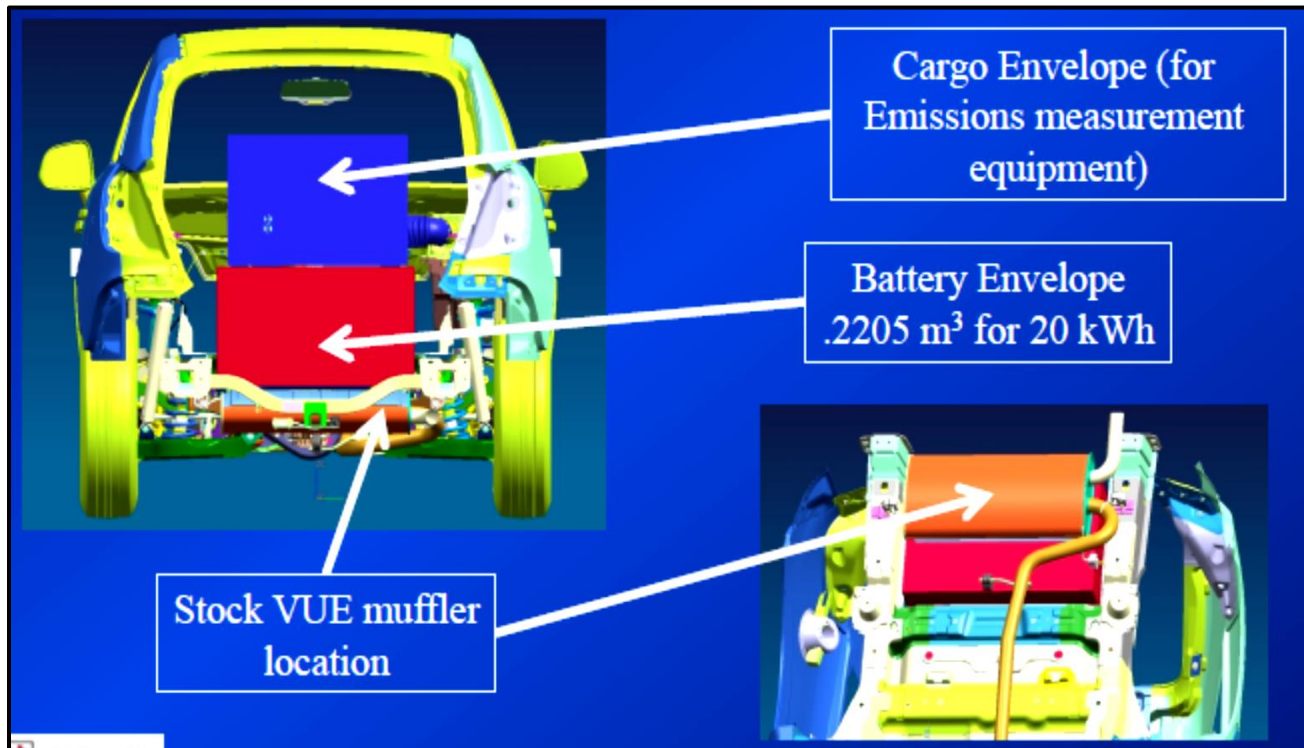 Cargo Envelope (for
Emissions measurement
equipment)
Battery Envelope
.2205 m³ for 20 kWh
Stock VUE muffler
location